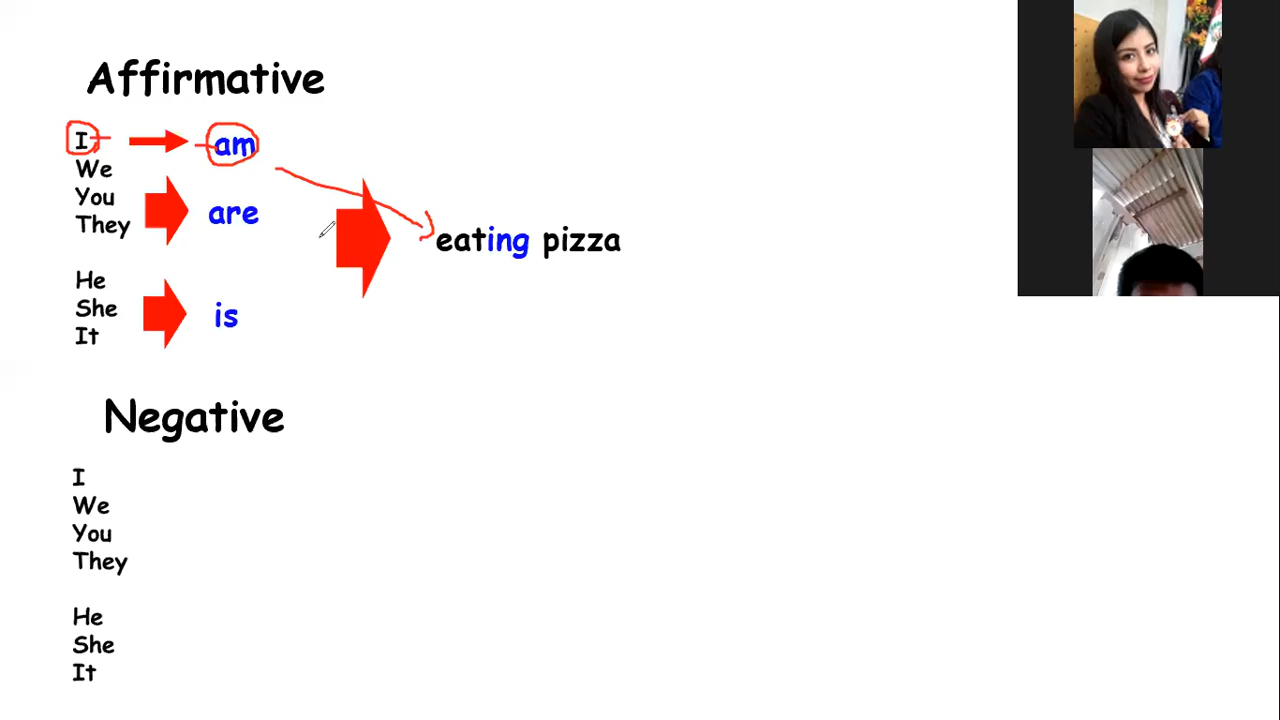 Affirmative
I am
We
You are
They
eating pizza
He
She is
It
Negative
I
We
You
They
He
She
It